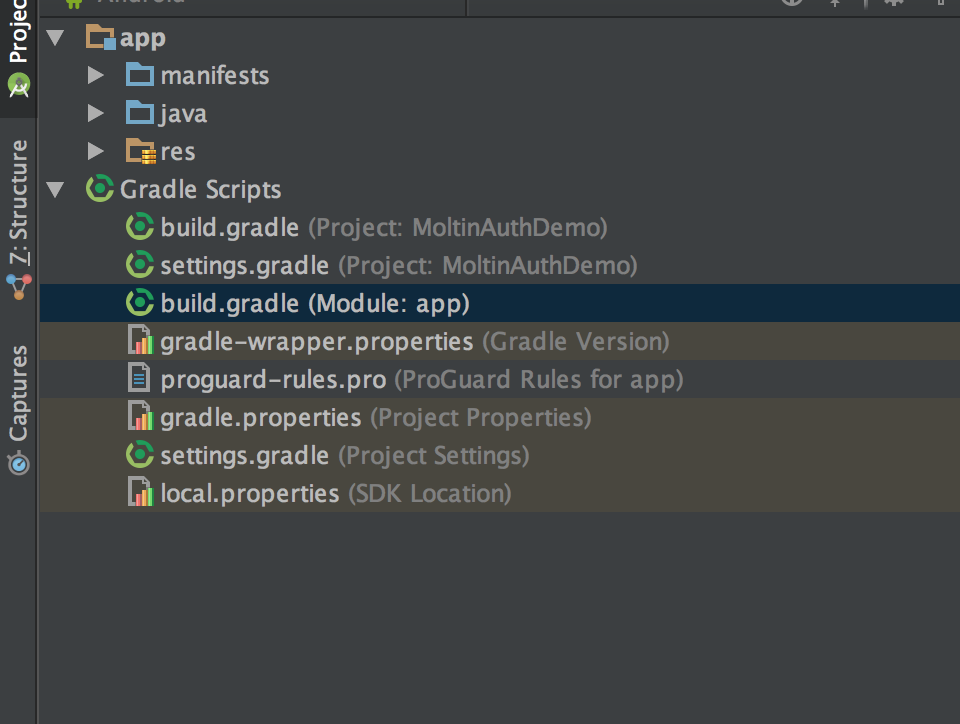 Android
app
manifests
java
res
Gradle Scripts
build.gradle (Project: MoltinAuthDemo)
settings.gradle (Project: MoltinAuthDemo)
build.gradle (Module: app)
gradle-wrapper.properties (Gradle Version)
proguard-rules.pro (ProGuard Rules for app)
gradle.properties (Project Properties)
settings.gradle (Project Settings)
local.properties (SDK Location)
Projec
7: Structure
Captures